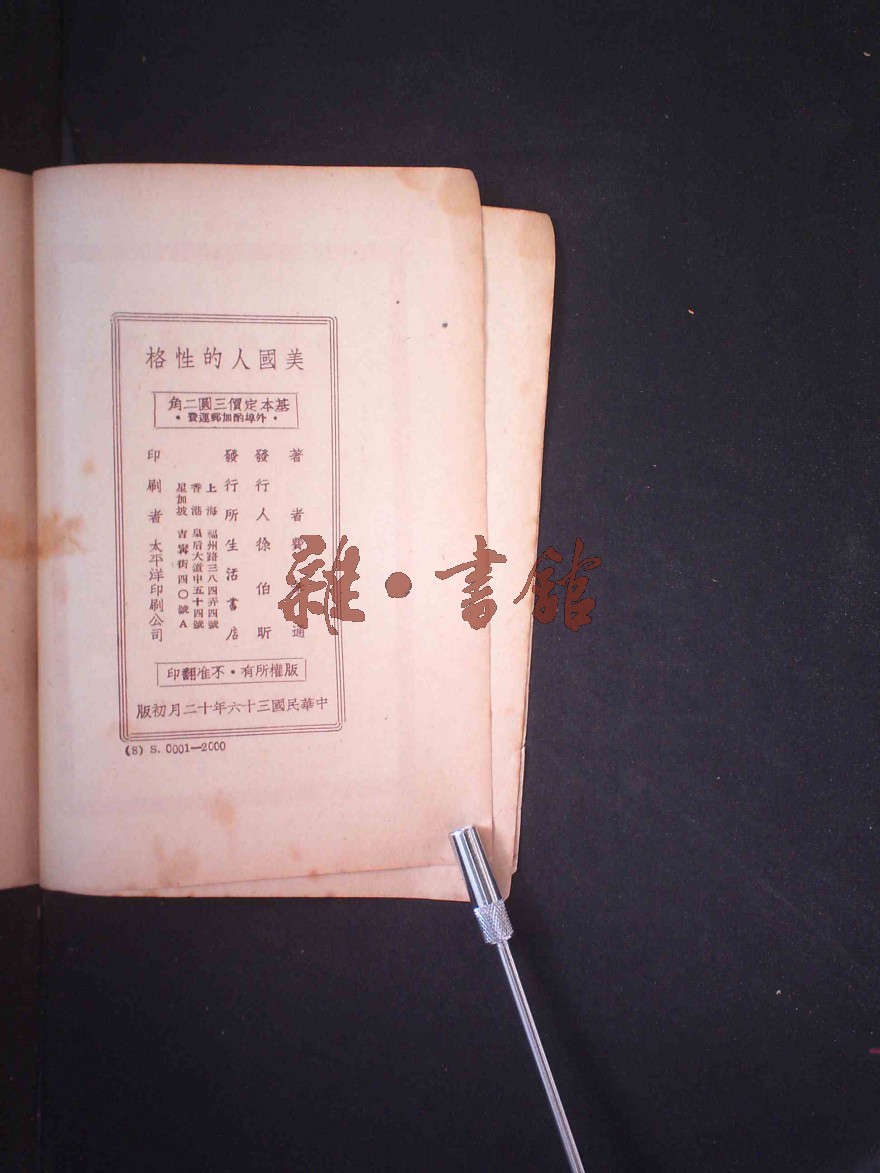 美國人的性格
基本定價三圓二角
•外埠酌加郵運費•
著者 費 通
發行人 徐伯昕
發行所 生活書店
上海 福州路三八四弄四號
香港 皇后大道中五十四號
星加坡 吉寧街四〇號A
印刷者 太平洋印刷公司
版權所有•不准翻印
中華民國三十六年十二月初版
(8) S. 0001—2000
雜•書館